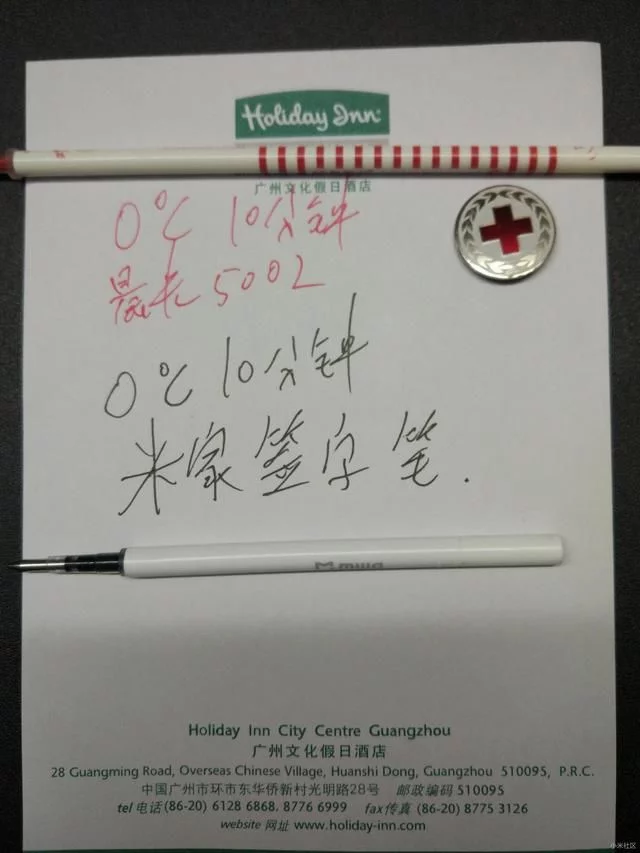 Holiday Inn
广州文化假日酒店
0℃ 10分钟
晨光 5002
0℃ 10分钟
米家签字笔.
Holiday Inn City Centre Guangzhou
广州文化假日酒店
28 Guangming Road, Overseas Chinese Village, Huanshi Dong, Guangzhou 510095, P.R.C.
中国广州市环市东华侨新村光明路28号 邮政编码 510095
tel 电话 (86-20) 6128 6868. 8776 6999 fax传真 (86-20) 8775 3126
website 网址 www.holiday-inn.com
小米社区